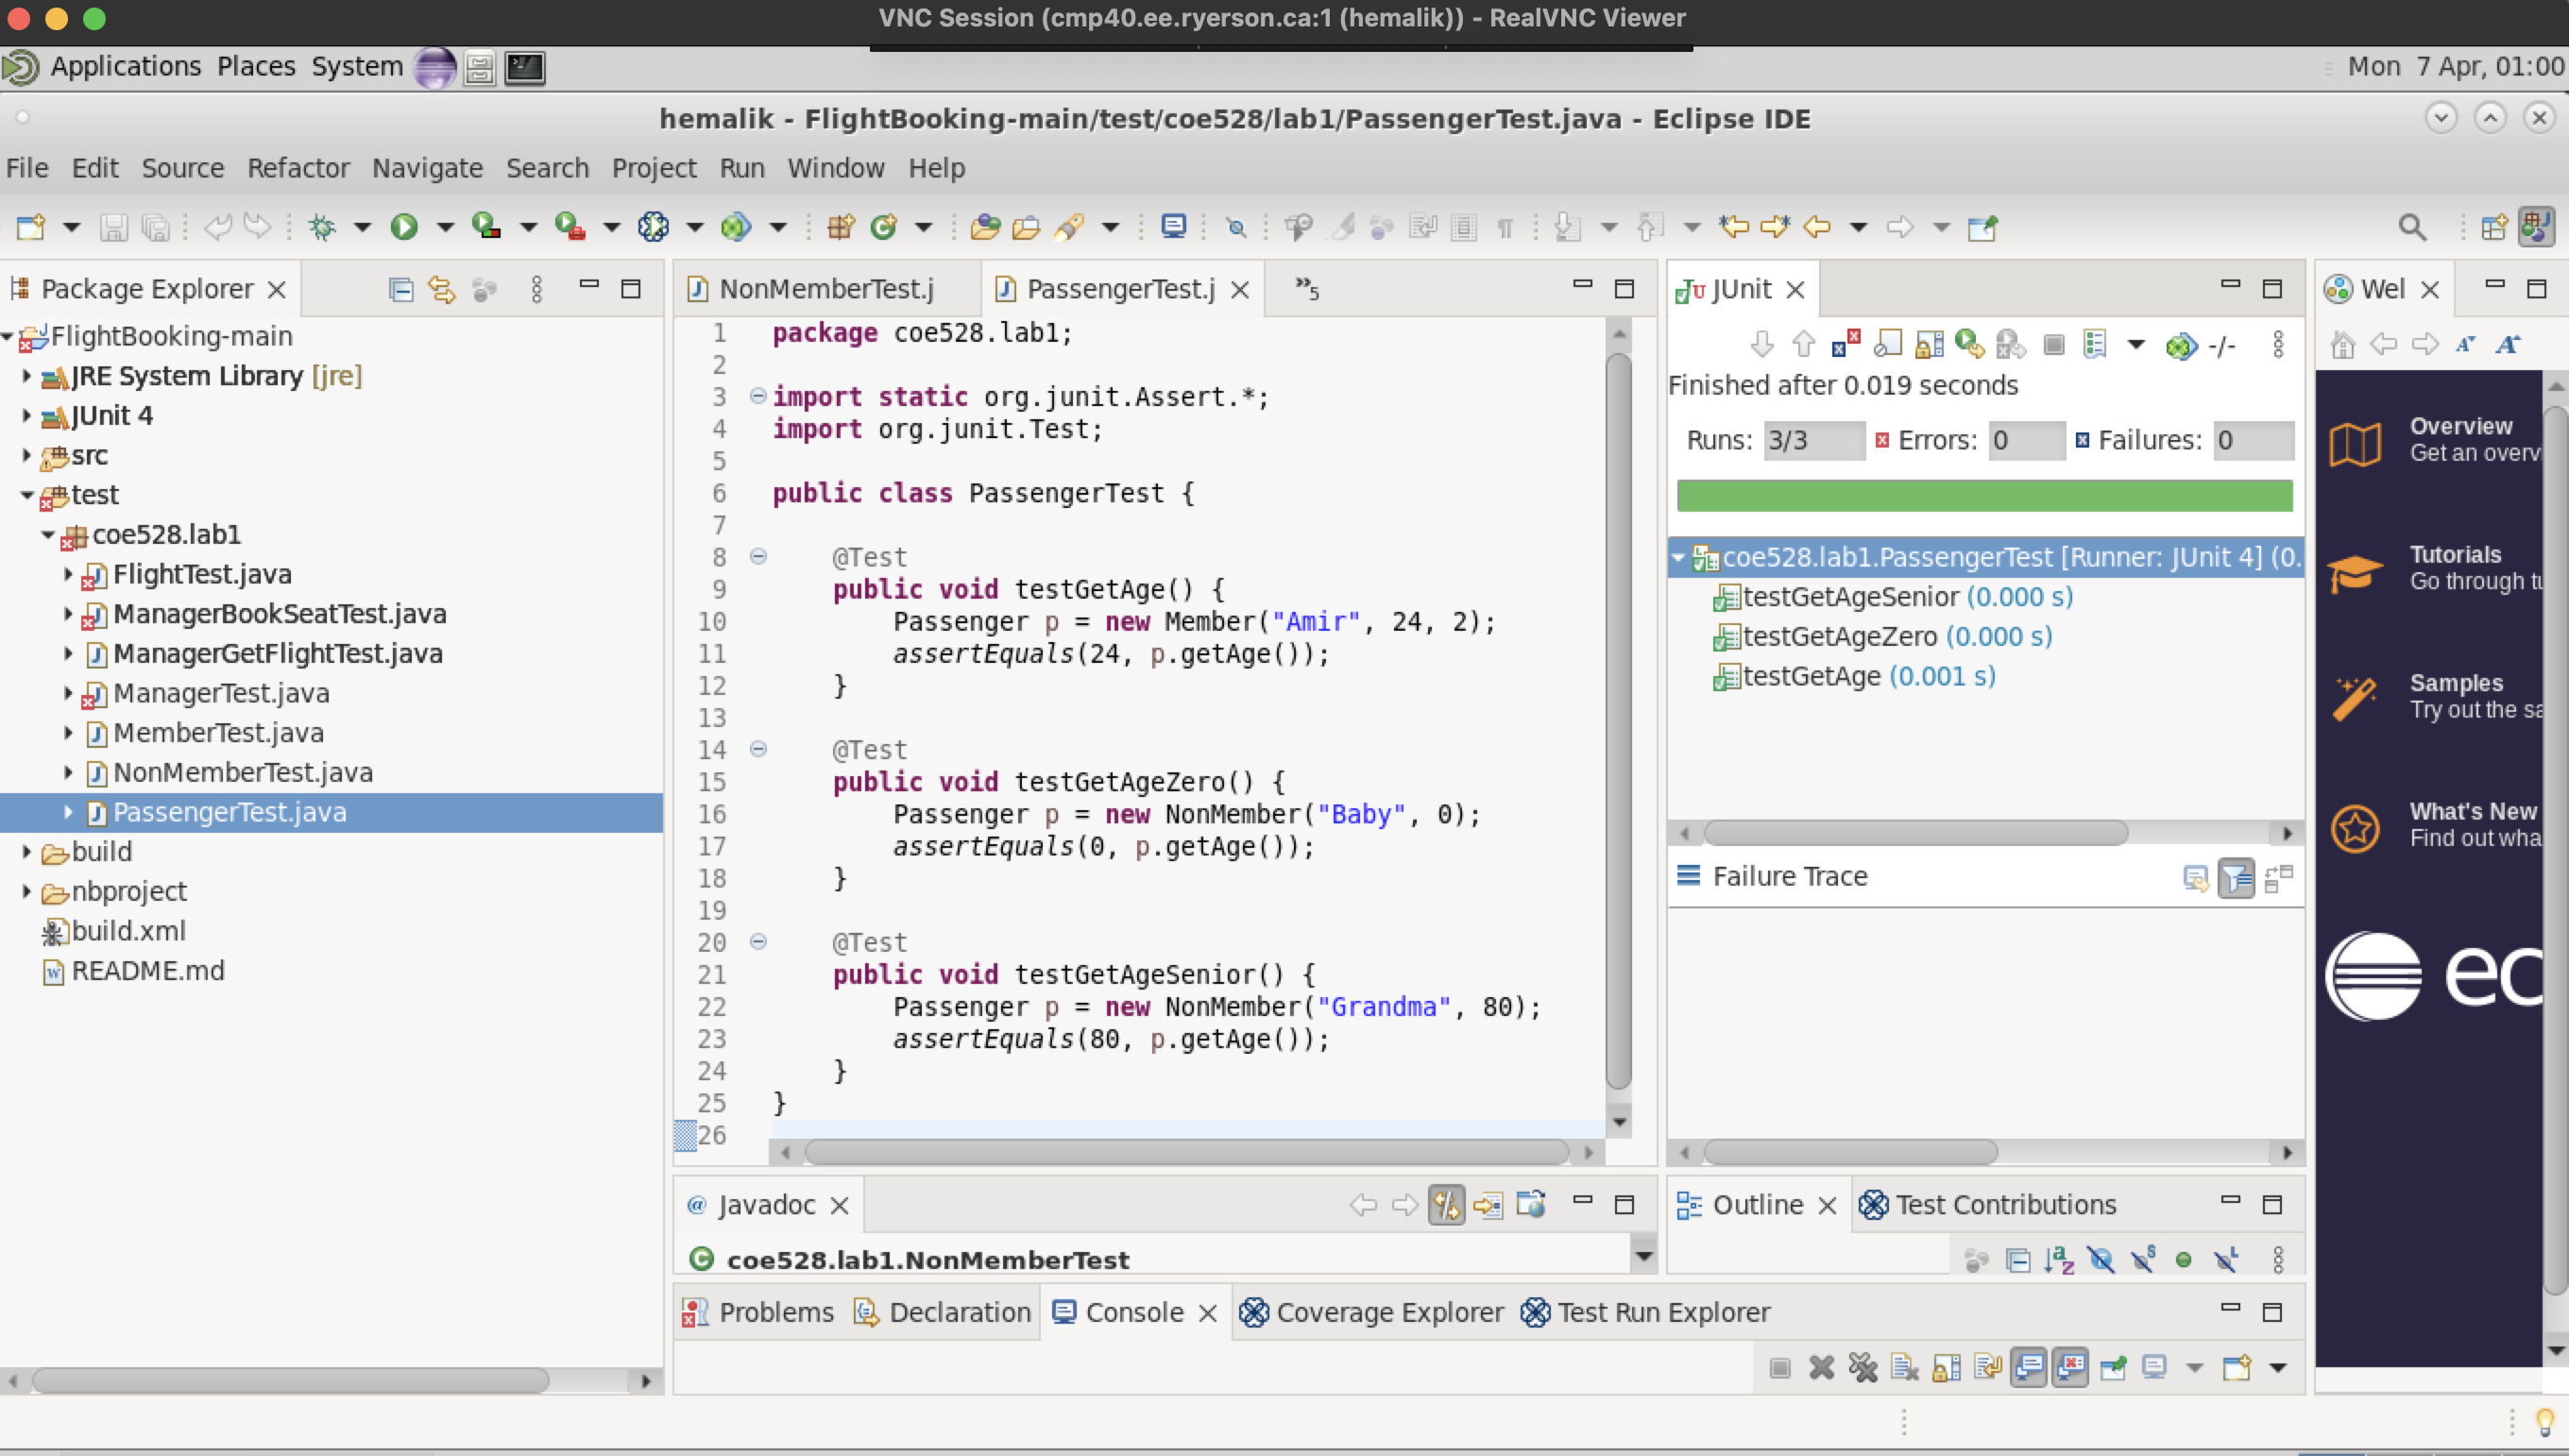 VNC Session (cmp40.ee.ryerson.ca:1 (hemalik)) - RealVNC Viewer
Applications Places System
Mon 7 Apr, 01:00
hemalik - FlightBooking-main/test/coe528/lab1/PassengerTest.java - Eclipse IDE
File Edit Source Refactor Navigate Search Project Run Window Help
Package Explorer
FlightBooking-main
JRE System Library [jre]
JUnit 4
src
test
coe528.lab1
FlightTest.java
ManagerBookSeatTest.java
ManagerGetFlightTest.java
ManagerTest.java
MemberTest.java
NonMemberTest.java
PassengerTest.java
build
nbproject
build.xml
README.md
NonMemberTest.j
PassengerTest.j
»5
1 package coe528.lab1;
2
3 import static org.junit.Assert.*;
4 import org.junit.Test;
5
6 public class PassengerTest {
7
8 @Test
9 public void testGetAge() {
10 Passenger p = new Member("Amir", 24, 2);
11 assertEquals(24, p.getAge());
12 }
13
14 @Test
15 public void testGetAgeZero() {
16 Passenger p = new NonMember("Baby", 0);
17 assertEquals(0, p.getAge());
18 }
19
20 @Test
21 public void testGetAgeSenior() {
22 Passenger p = new NonMember("Grandma", 80);
23 assertEquals(80, p.getAge());
24 }
25 }
26
JUnit
-/-
Finished after 0.019 seconds
Runs: 3/3 Errors: 0 Failures: 0
coe528.lab1.PassengerTest [Runner: JUnit 4] (0.
testGetAgeSenior (0.000 s)
testGetAgeZero (0.000 s)
testGetAge (0.001 s)
Failure Trace
Wel
Overview
Get an overv
Tutorials
Go through tu
Samples
Try out the sa
What's New
Find out wha
ec
@ Javadoc
coe528.lab1.NonMemberTest
Outline
Test Contributions
Problems
Declaration
Console
Coverage Explorer
Test Run Explorer